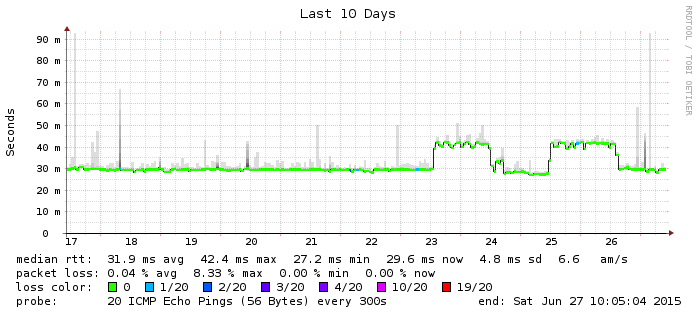 Last 10 Days
RRDTOOL / TOBI OETIKER
Seconds
90 m
80 m
70 m
60 m
50 m
40 m
30 m
20 m
10 m
0
17 18 19 20 21 22 23 24 25 26
median rtt: 31.9 ms avg 42.4 ms max 27.2 ms min 29.6 ms now 4.8 ms sd 6.6 am/s
packet loss: 0.04 % avg 8.33 % max 0.00 % min 0.00 % now
loss color: 0 1/20 2/20 3/20 4/20 10/20 19/20
probe: 20 ICMP Echo Pings (56 Bytes) every 300s end: Sat Jun 27 10:05:04 2015